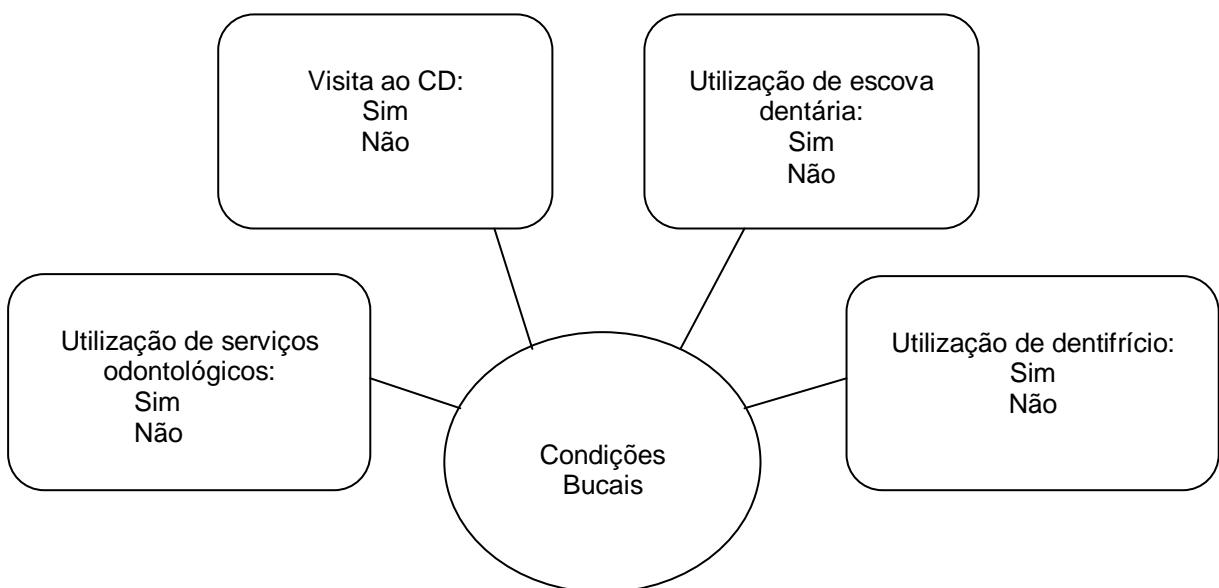 Visita ao CD:
Sim
Não
Utilização de escova
dentária:
Sim
Não
Utilização de serviços
odontológicos:
Sim
Não
Utilização de dentifrício:
Sim
Não
Condições
Bucais